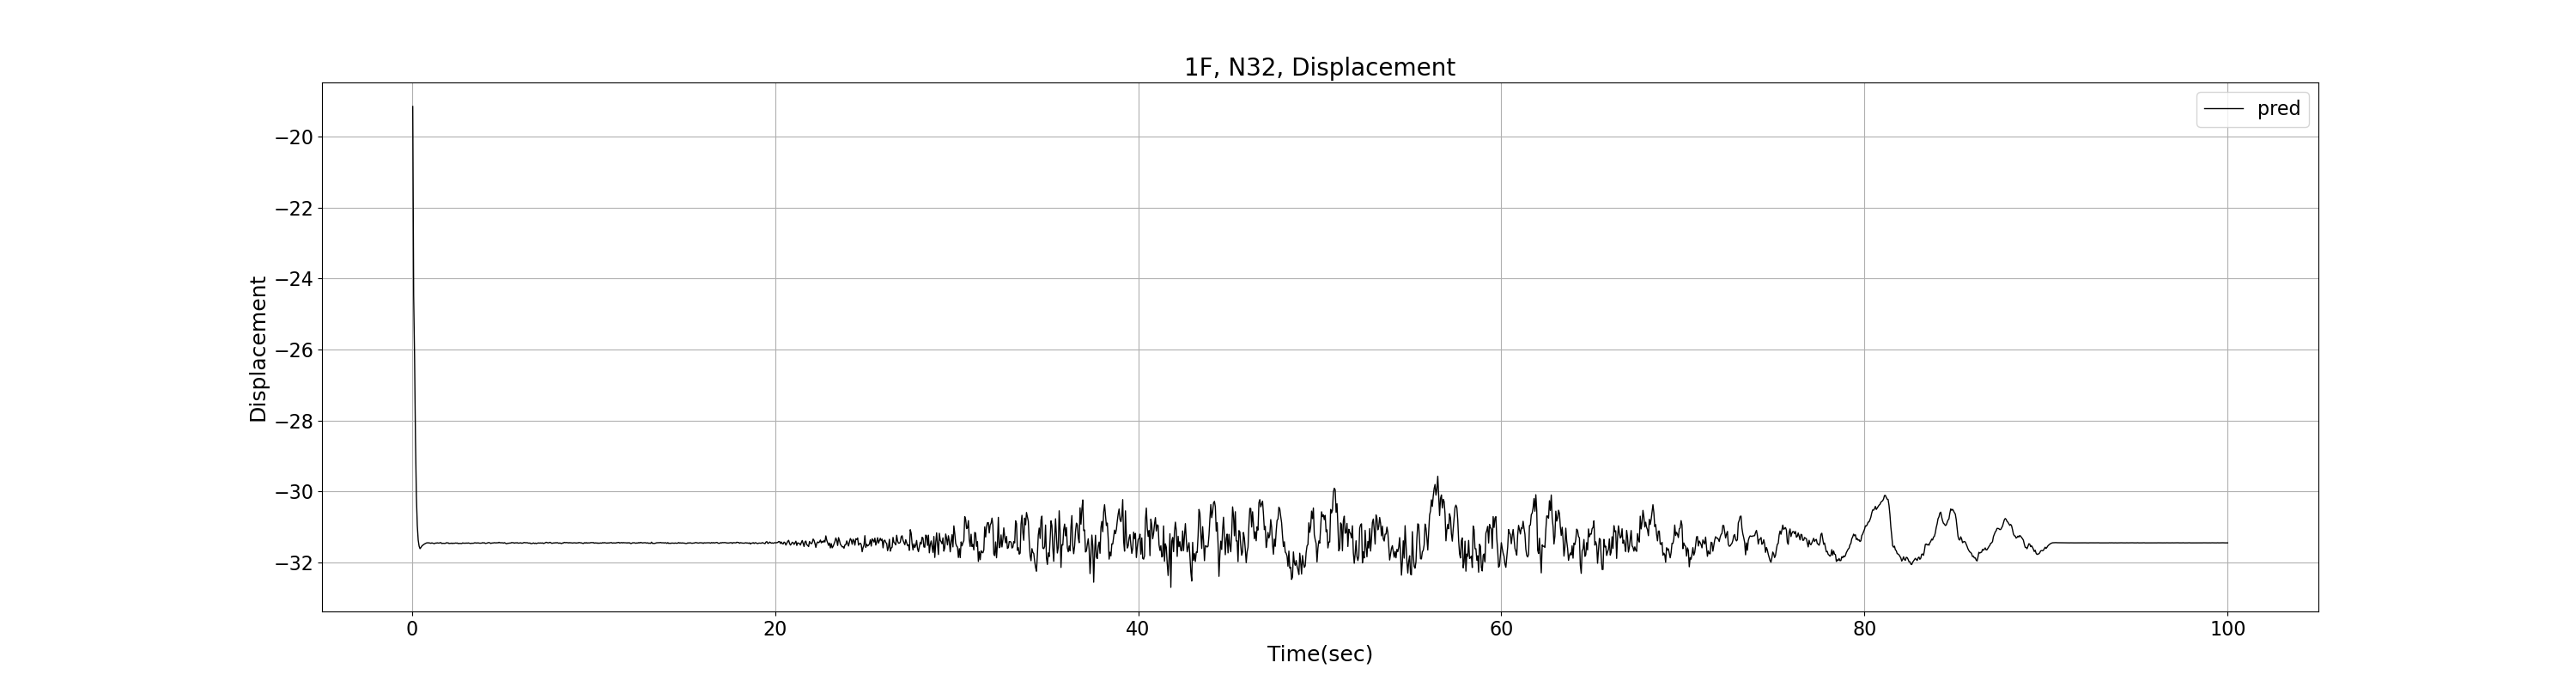 1F, N32, Displacement
pred
Displacement
−20
−22
−24
−26
−28
−30
−32
0 20 40 60 80 100
Time(sec)